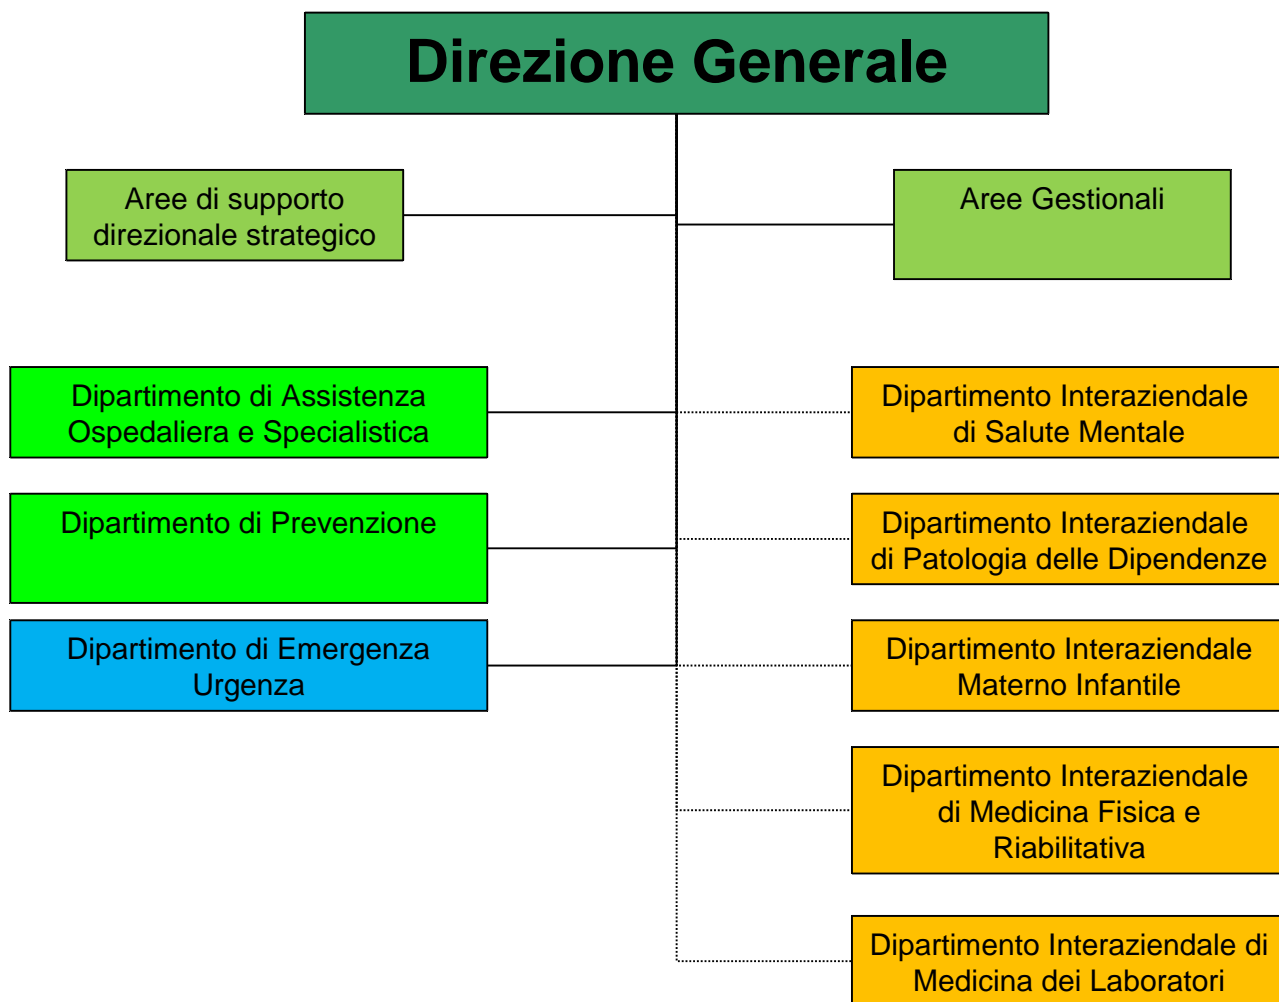 Direzione Generale
Aree di supporto
direzionale strategico
Aree Gestionali
Dipartimento di Assistenza
Ospedaliera e Specialistica
Dipartimento Interaziendale
di Salute Mentale
Dipartimento di Prevenzione
Dipartimento Interaziendale
di Patologia delle Dipendenze
Dipartimento di Emergenza
Urgenza
Dipartimento Interaziendale
Materno Infantile
Dipartimento Interaziendale
di Medicina Fisica e
Riabilitativa
Dipartimento Interaziendale di
Medicina dei Laboratori